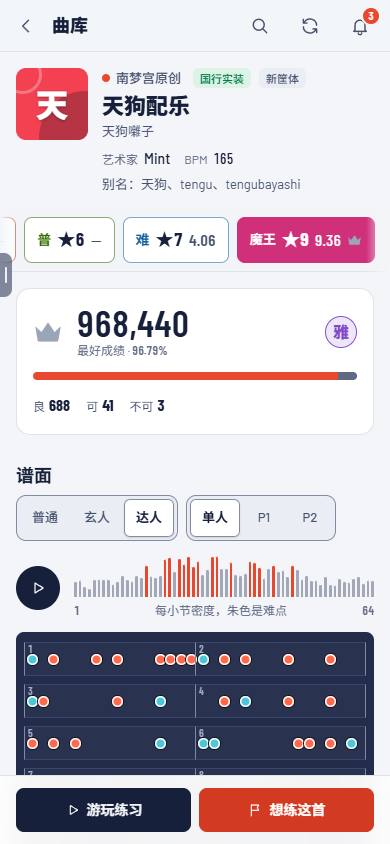 曲库
3
天
南梦宫原创 国行实装 新筐体
天狗配乐
天狗囃子
艺术家 Mint BPM 165
别名：天狗、tengu、tengubayashi
普 ★6 — 难 ★7 4.06 魔王 ★9 9.36
968,440
最好成绩 · 96.79%
雅
良 688 可 41 不可 3
谱面
普通 玄人 达人 单人 P1 P2
1 每小节密度，朱色是难点 64
1 2
3 4
5 6
7 8
游玩练习 想练这首